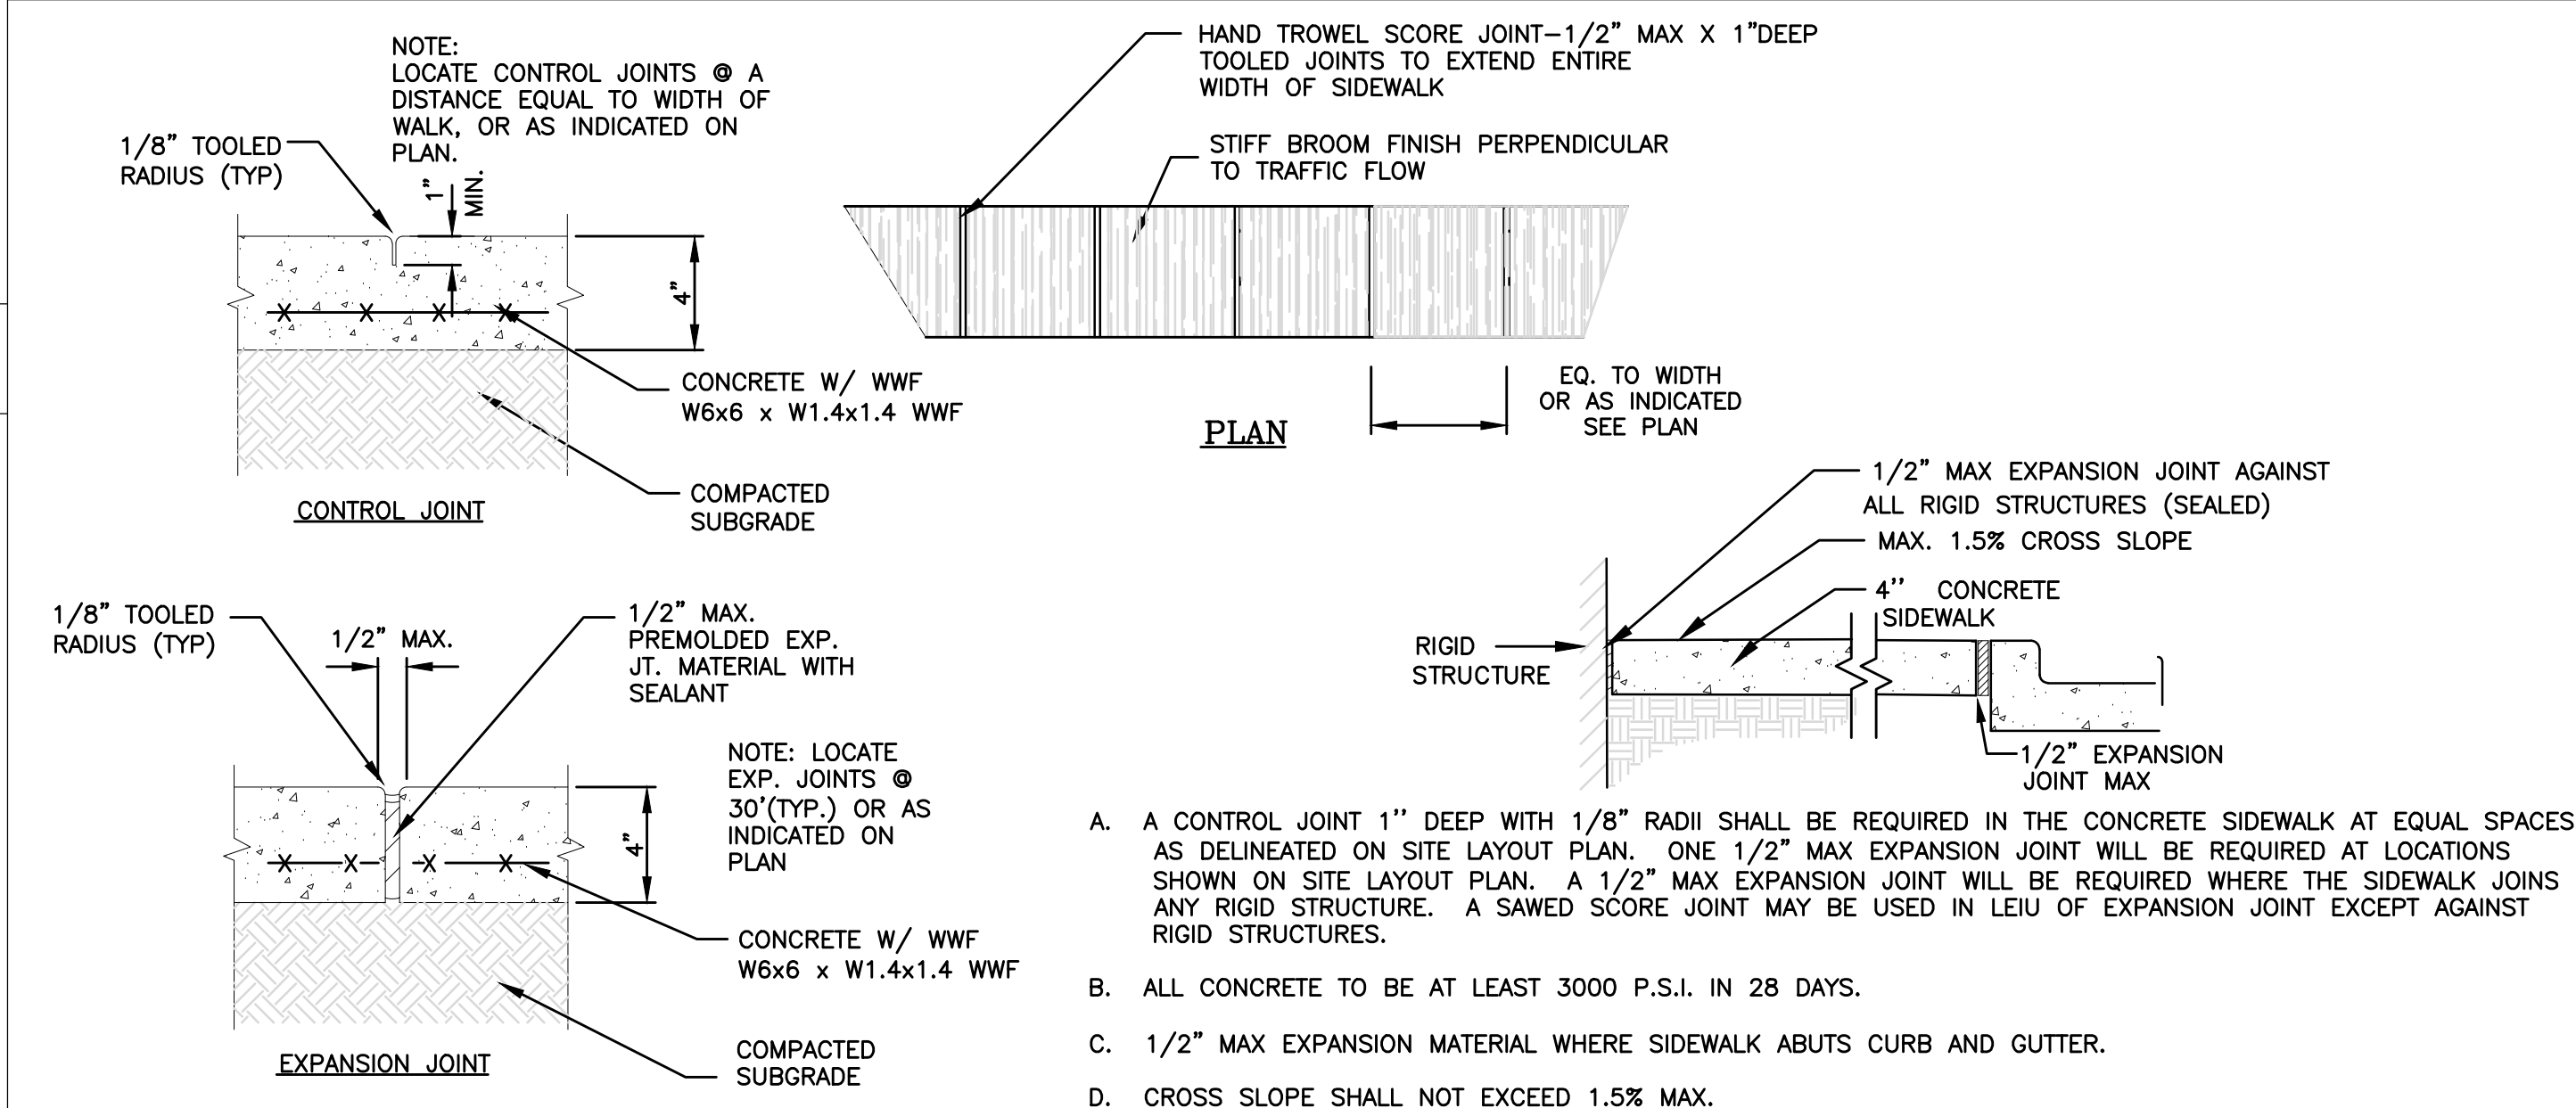 NOTE:
LOCATE CONTROL JOINTS @ A
DISTANCE EQUAL TO WIDTH OF
WALK, OR AS INDICATED ON
PLAN.
1/8" TOOLED
RADIUS (TYP)
1"
MIN.
4"
CONCRETE W/ WWF
W6x6 x W1.4x1.4 WWF
COMPACTED
SUBGRADE
CONTROL JOINT
HAND TROWEL SCORE JOINT-1/2" MAX X 1"DEEP
TOOLED JOINTS TO EXTEND ENTIRE
WIDTH OF SIDEWALK
STIFF BROOM FINISH PERPENDICULAR
TO TRAFFIC FLOW
EQ. TO WIDTH
OR AS INDICATED
SEE PLAN
PLAN
1/8" TOOLED
RADIUS (TYP)
1/2" MAX.
1/2" MAX.
PREMOLDED EXP.
JT. MATERIAL WITH
SEALANT
NOTE: LOCATE
EXP. JOINTS @
30'(TYP.) OR AS
INDICATED ON
PLAN
4"
CONCRETE W/ WWF
W6x6 x W1.4x1.4 WWF
COMPACTED
SUBGRADE
EXPANSION JOINT
1/2" MAX EXPANSION JOINT AGAINST
ALL RIGID STRUCTURES (SEALED)
MAX. 1.5% CROSS SLOPE
4'' CONCRETE
SIDEWALK
RIGID
STRUCTURE
1/2" EXPANSION
JOINT MAX
A. A CONTROL JOINT 1'' DEEP WITH 1/8" RADII SHALL BE REQUIRED IN THE CONCRETE SIDEWALK AT EQUAL SPACES
AS DELINEATED ON SITE LAYOUT PLAN. ONE 1/2" MAX EXPANSION JOINT WILL BE REQUIRED AT LOCATIONS
SHOWN ON SITE LAYOUT PLAN. A 1/2" MAX EXPANSION JOINT WILL BE REQUIRED WHERE THE SIDEWALK JOINS
ANY RIGID STRUCTURE. A SAWED SCORE JOINT MAY BE USED IN LEIU OF EXPANSION JOINT EXCEPT AGAINST
RIGID STRUCTURES.
B. ALL CONCRETE TO BE AT LEAST 3000 P.S.I. IN 28 DAYS.
C. 1/2" MAX EXPANSION MATERIAL WHERE SIDEWALK ABUTS CURB AND GUTTER.
D. CROSS SLOPE SHALL NOT EXCEED 1.5% MAX.